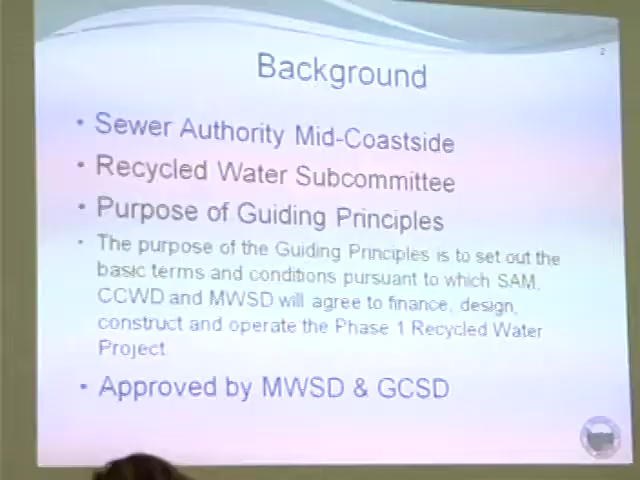 2
Background
• Sewer Authority Mid-Coastside
• Recycled Water Subcommittee
• Purpose of Guiding Principles
• The purpose of the Guiding Principles is to set out the
basic terms and conditions pursuant to which SAM,
CCWD and MWSD will agree to finance, design,
construct and operate the Phase 1 Recycled Water
Project
• Approved by MWSD & GCSD